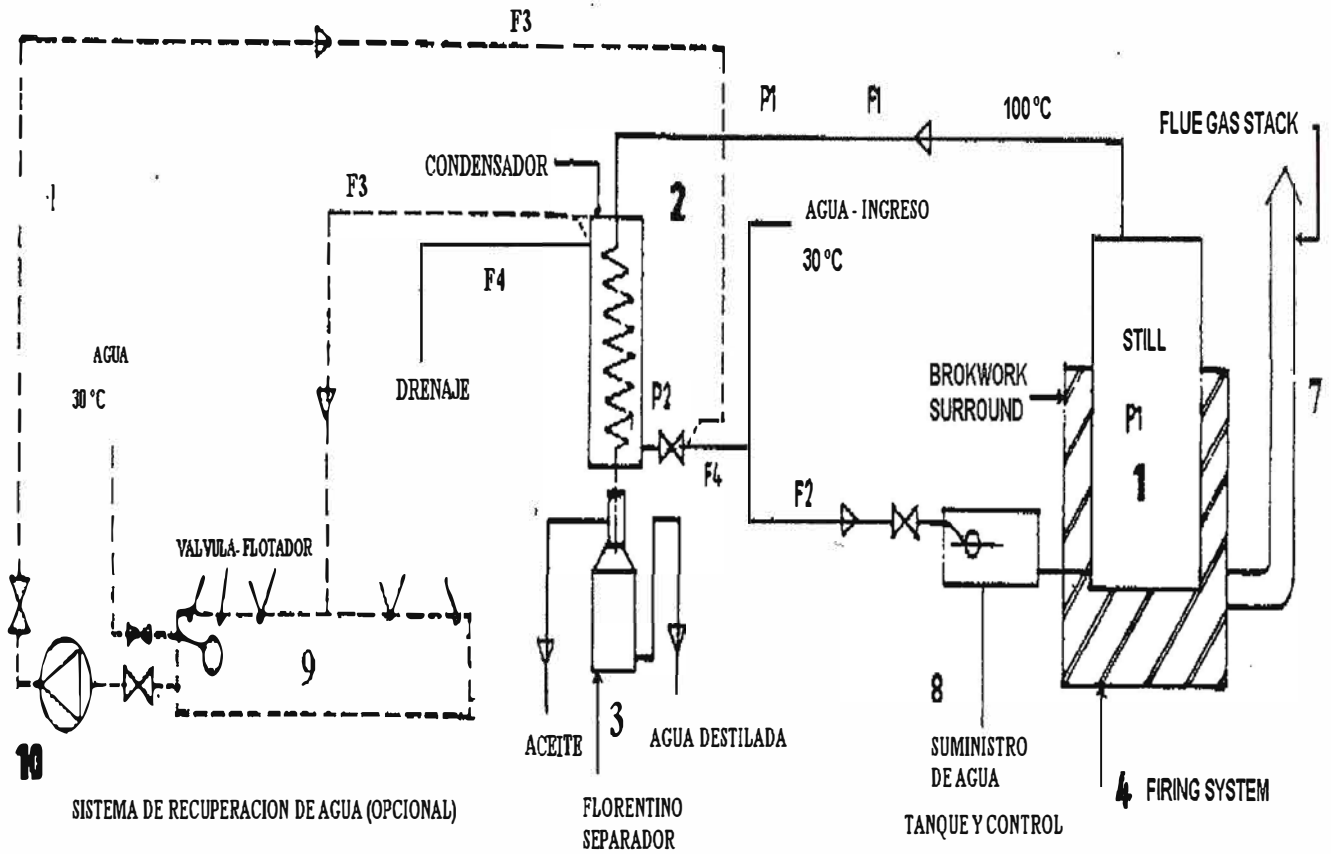 F3
P1
F1
100 °C
FLUE GAS STACK
CONDENSADOR
F3
2
AGUA - INGRESO
30 °C
F4
AGUA
30 °C
DRENAJE
P2
F4
STILL
BROKWORK
SURROUND
P1
1
7
F2
VALVULA-FLOTADOR
9
8
3
ACEITE
AGUA DESTILADA
SUMINISTRO
DE AGUA
10
4 FIRING SYSTEM
SISTEMA DE RECUPERACION DE AGUA (OPCIONAL)
FLORENTINO
SEPARADOR
TANQUE Y CONTROL